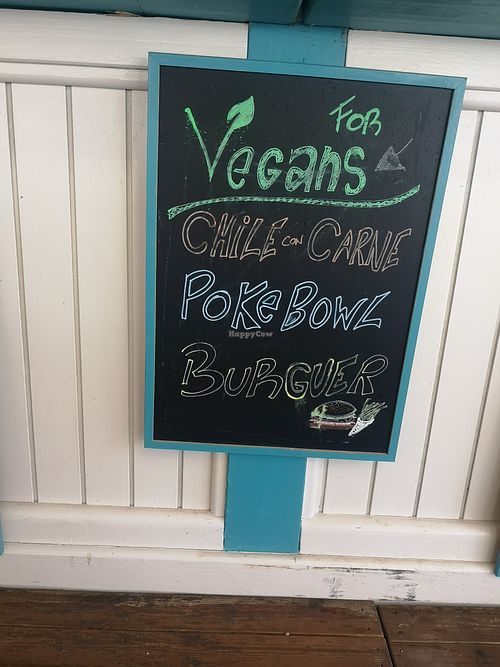 For
Vegans
CHiLE con CARNE
POKe BOWL
BURGUER
HappyCow